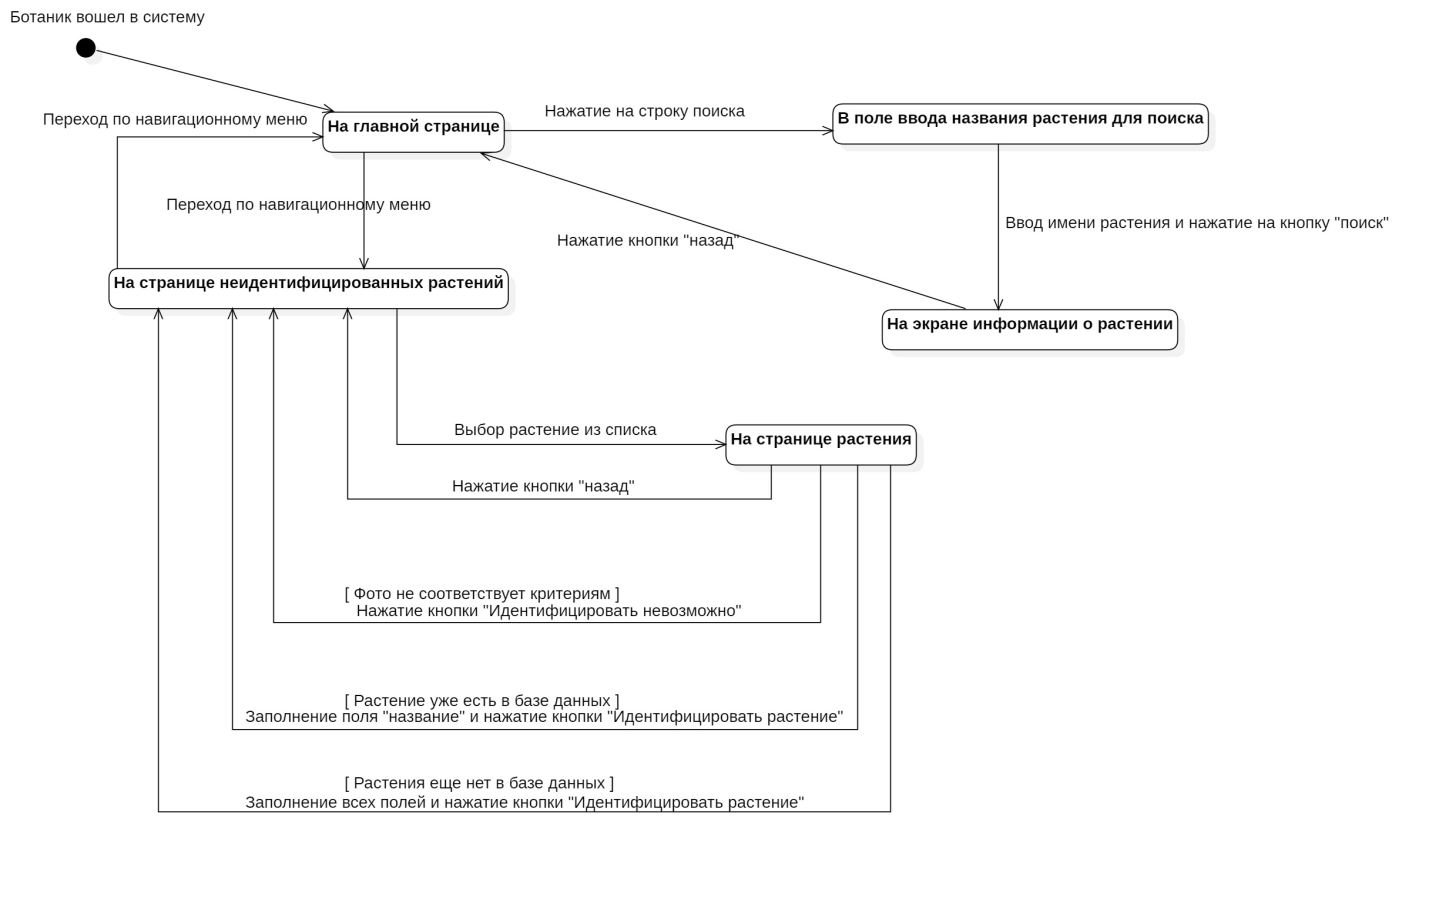 Ботаник вошел в систему
Переход по навигационному меню
На главной странице
Нажатие на строку поиска
В поле ввода названия растения для поиска
Переход по навигационному меню
Нажатие кнопки "назад"
Ввод имени растения и нажатие на кнопку "поиск"
На странице неидентифицированных растений
На экране информации о растении
Выбор растение из списка
На странице растения
Нажатие кнопки "назад"
[ Фото не соответствует критериям ]
Нажатие кнопки "Идентифицировать невозможно"
[ Растение уже есть в базе данных ]
Заполнение поля "название" и нажатие кнопки "Идентифицировать растение"
[ Растения еще нет в базе данных ]
Заполнение всех полей и нажатие кнопки "Идентифицировать растение"